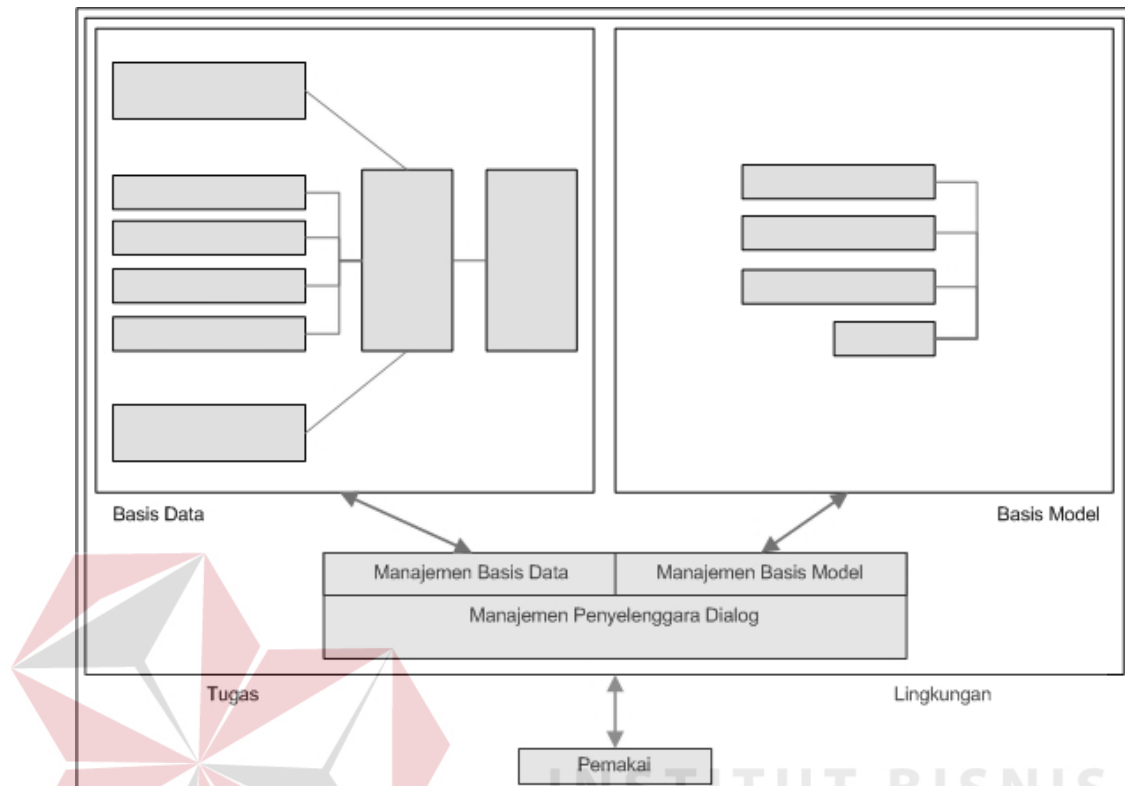 Basis Data
Basis Model
Manajemen Basis Data
Manajemen Basis Model
Manajemen Penyelenggara Dialog
Tugas
Lingkungan
Pemakai
INSTITUT BISNIS